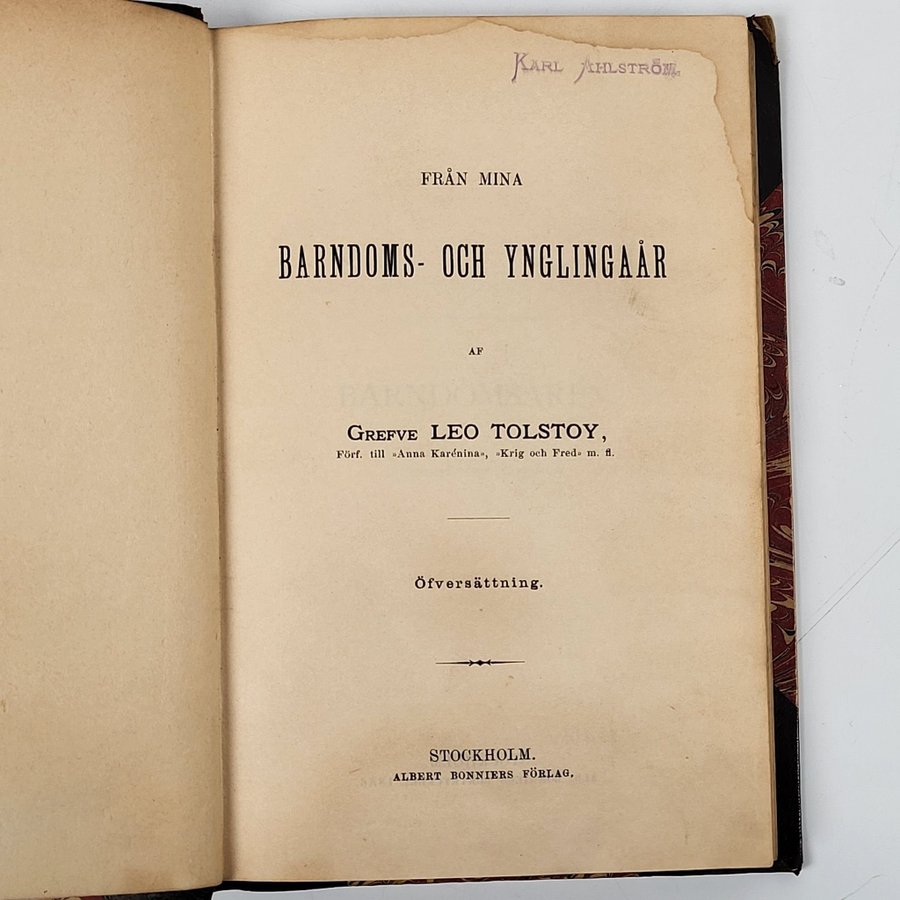 KARL AHLSTRÖM.
FRÅN MINA
BARNDOMS- OCH YNGLINGAÅR
AF
GREFVE LEO TOLSTOY,
Förf. till »Anna Karénina», »Krig och Fred» m. fl.
Öfversättning.
STOCKHOLM.
ALBERT BONNIERS FÖRLAG.